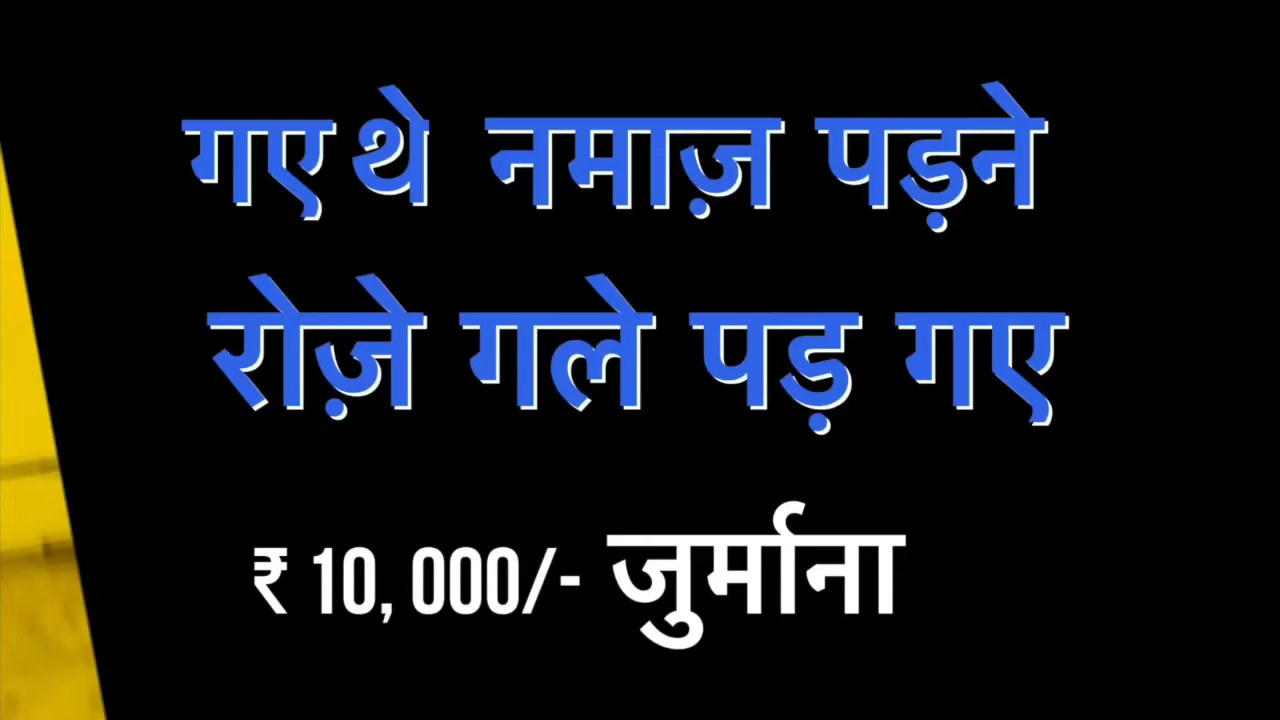 गए थे नमाज़ पड़ने
रोज़े गले पड़ गए
₹ 10, 000/- जुर्माना